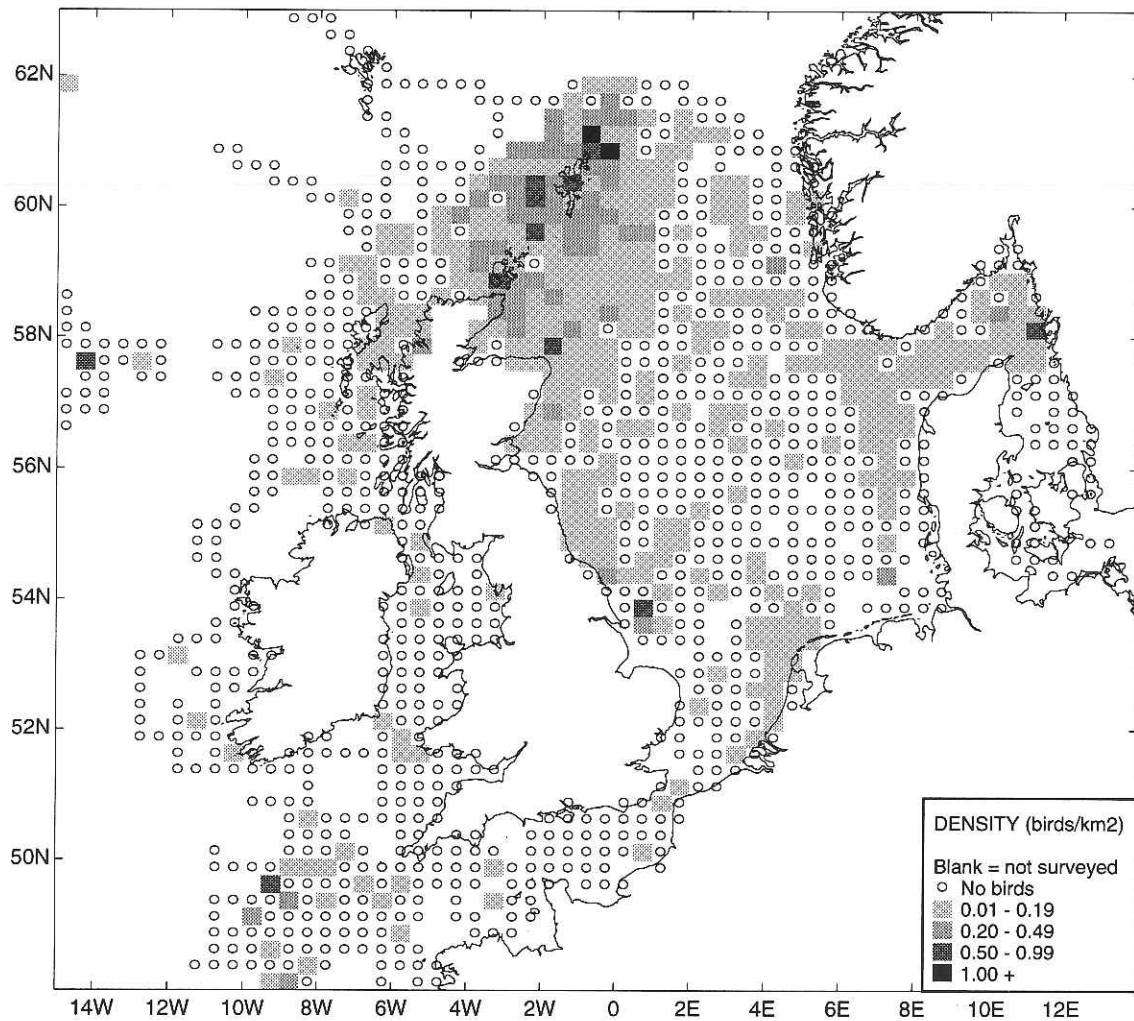 62N
60N
58N
56N
54N
52N
50N
14W 12W 10W 8W 6W 4W 2W 0 2E 4E 6E 8E 10E 12E
DENSITY (birds/km2)
Blank = not surveyed
No birds
0.01 - 0.19
0.20 - 0.49
0.50 - 0.99
1.00 +